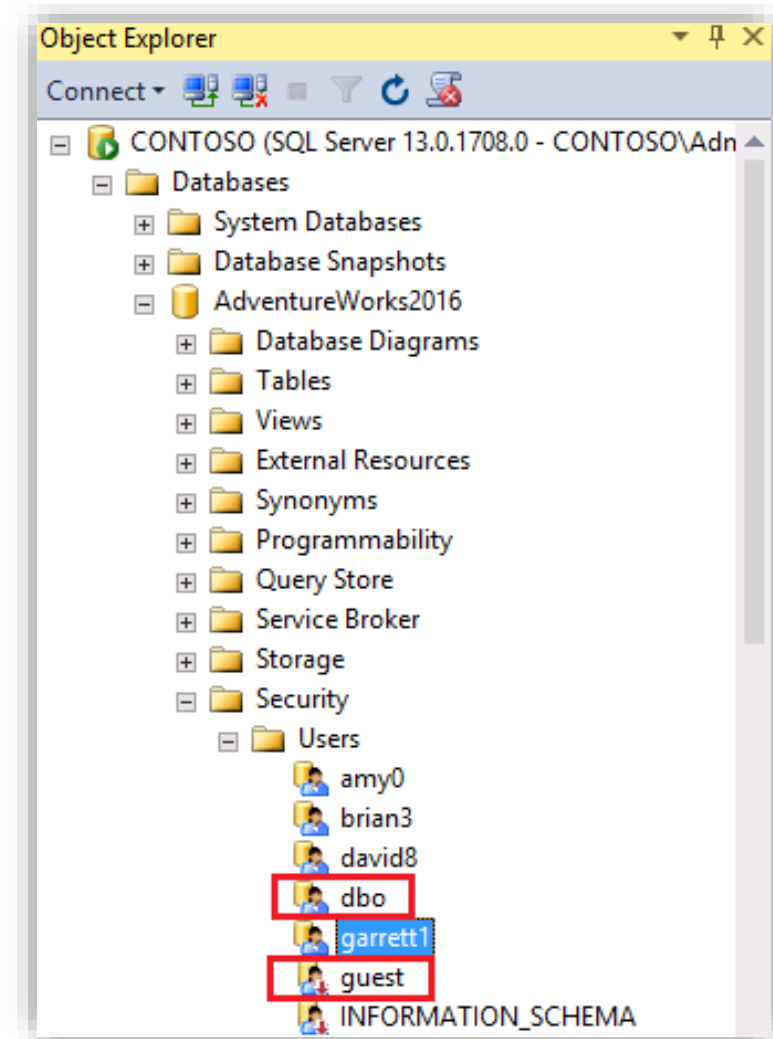 Object Explorer
Connect
CONTOSO (SQL Server 13.0.1708.0 - CONTOSO\Adn
Databases
System Databases
Database Snapshots
AdventureWorks2016
Database Diagrams
Tables
Views
External Resources
Synonyms
Programmability
Query Store
Service Broker
Storage
Security
Users
amy0
brian3
david8
dbo
garrett1
guest
INFORMATION_SCHEMA